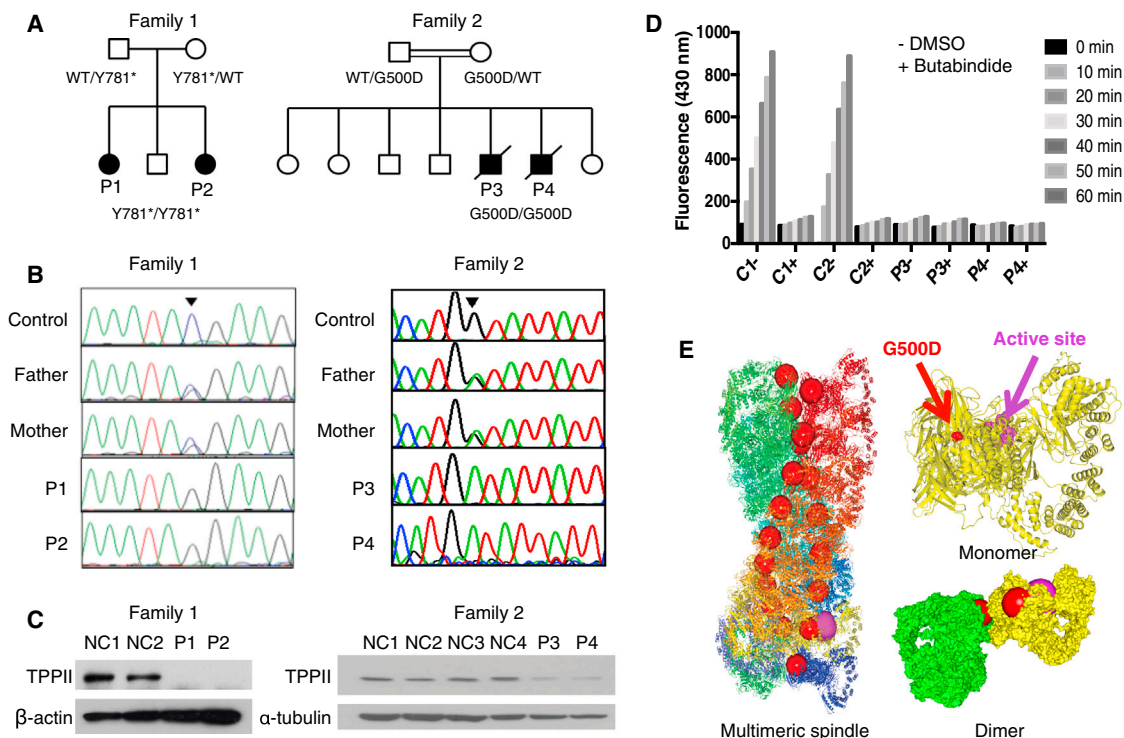 A
Family 1
Family 2
WT/Y781*
Y781*/WT
WT/G500D
G500D/WT
P1
P2
P3
P4
Y781*/Y781*
G500D/G500D
B
Family 1
Family 2
Control
Father
Mother
P1
P2
Control
Father
Mother
P3
P4
C
Family 1
Family 2
NC1 NC2 P1 P2
TPPII
β-actin
NC1 NC2 NC3 NC4 P3 P4
TPPII
α-tubulin
D
Fluorescence (430 nm)
1000
800
600
400
200
0
- DMSO
+ Butabindide
0 min
10 min
20 min
30 min
40 min
50 min
60 min
C1- C1+ C2- C2+ P3- P3+ P4- P4+
E
G500D
Active site
Monomer
Multimeric spindle
Dimer